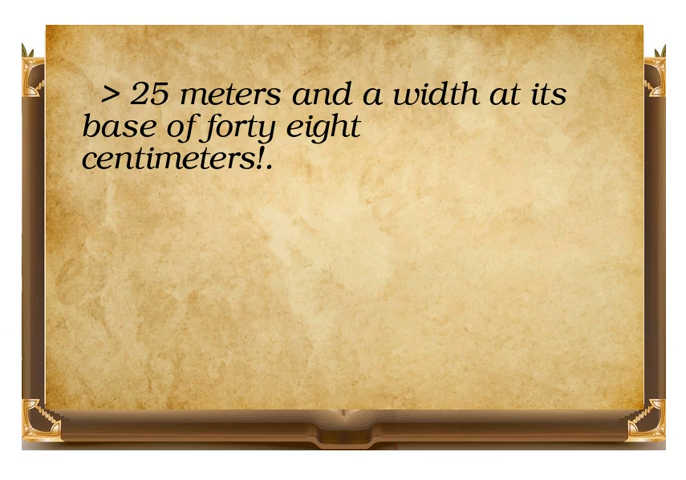 > 25 meters and a width at its
base of forty eight
centimeters!.